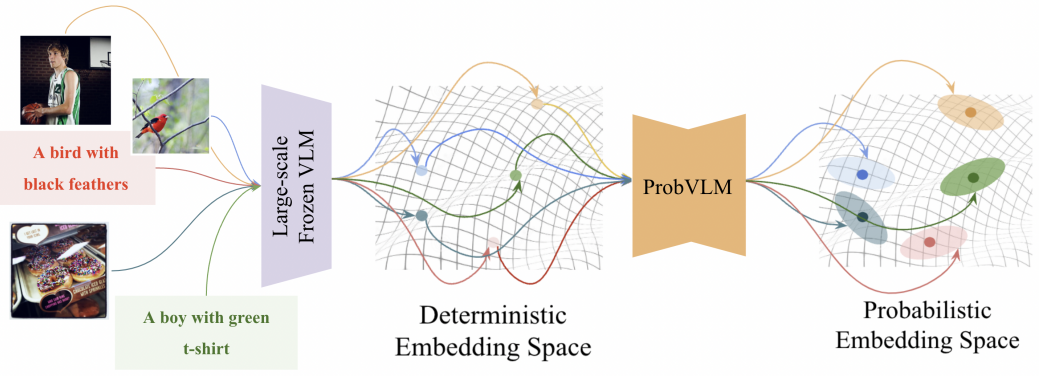 A bird with
black feathers
A boy with green
t-shirt
Large-scale
Frozen VLM
Deterministic
Embedding Space
ProbVLM
Probabilistic
Embedding Space